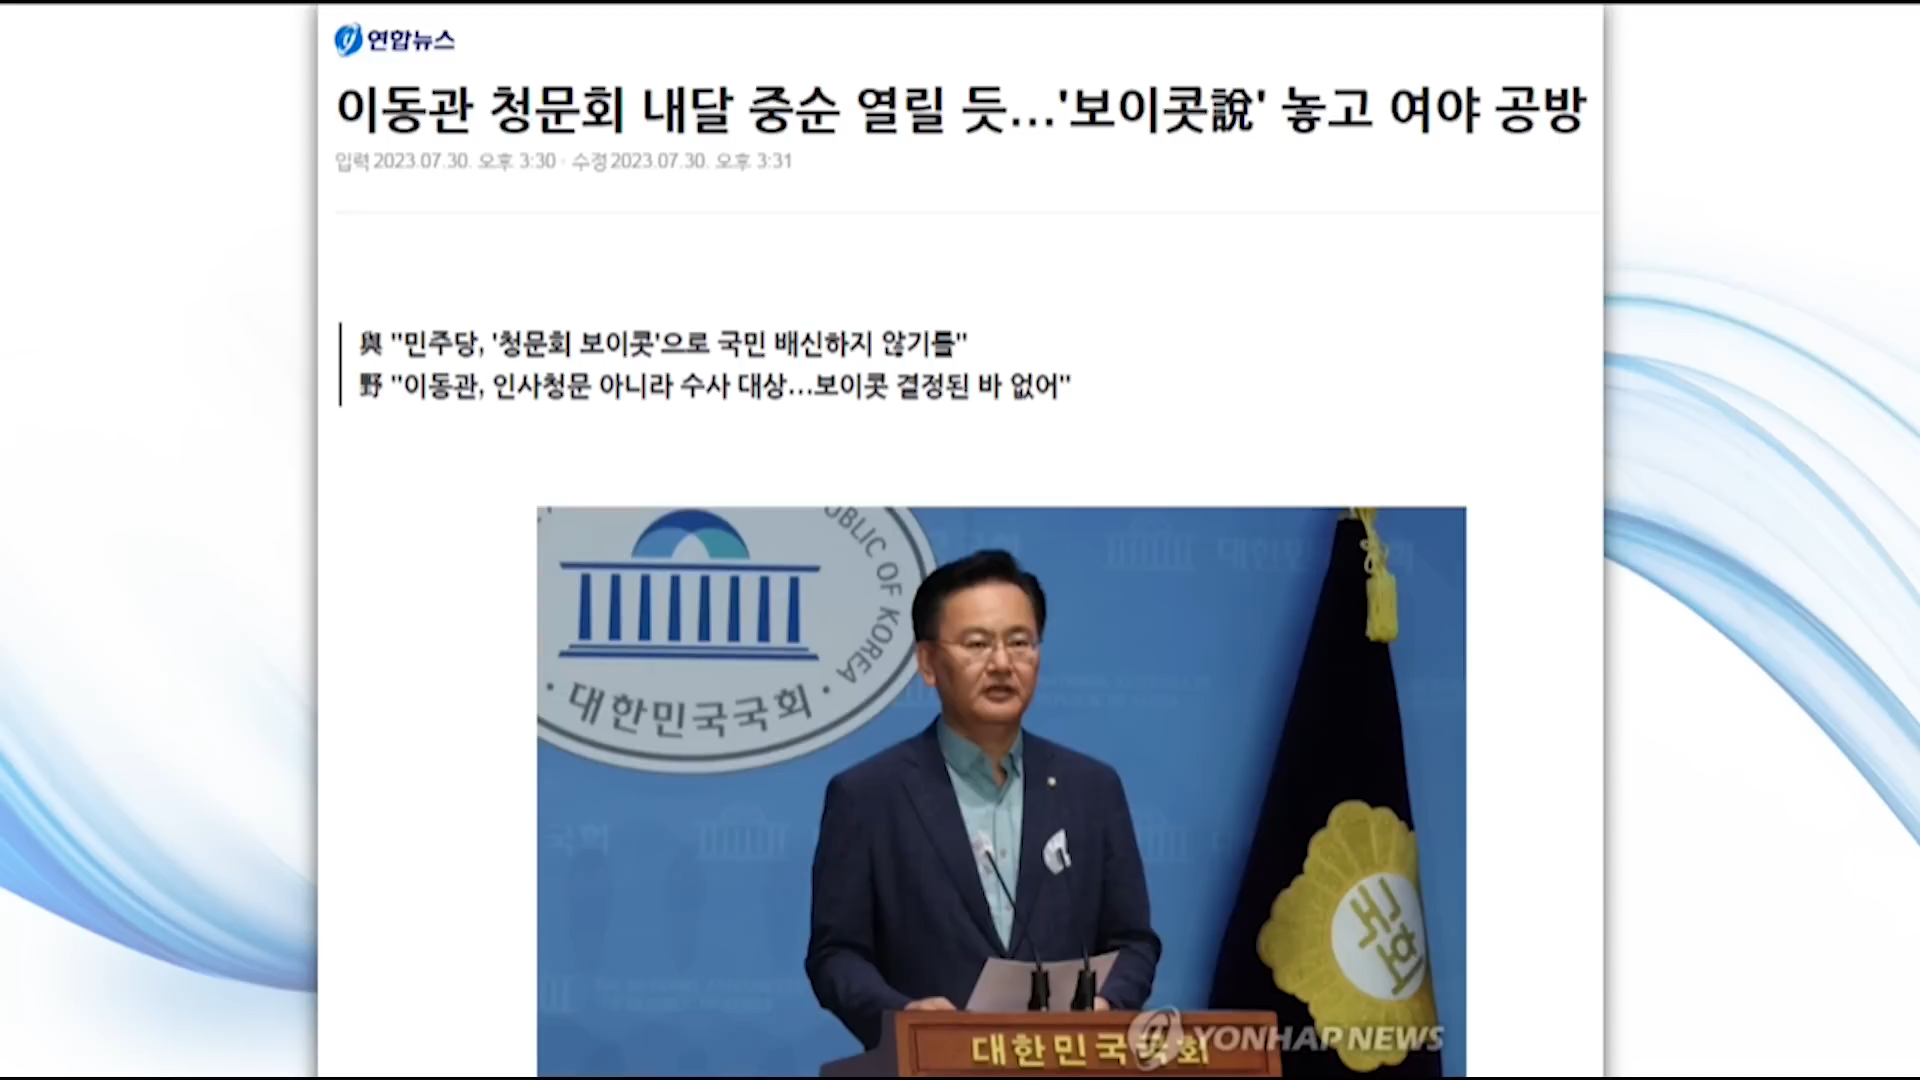 연합뉴스
이동관 청문회 내달 중순 열릴 듯…'보이콧說' 놓고 여야 공방
입력 2023.07.30. 오후 3:30 · 수정 2023.07.30. 오후 3:31
與 "민주당, '청문회 보이콧'으로 국민 배신하지 않기를"
野 "이동관, 인사청문 아니라 수사 대상…보이콧 결정된 바 없어"
UBLIC OF KOREA
· 대한민국국회 ·
국회
대한민국국회
YONHAP NEWS